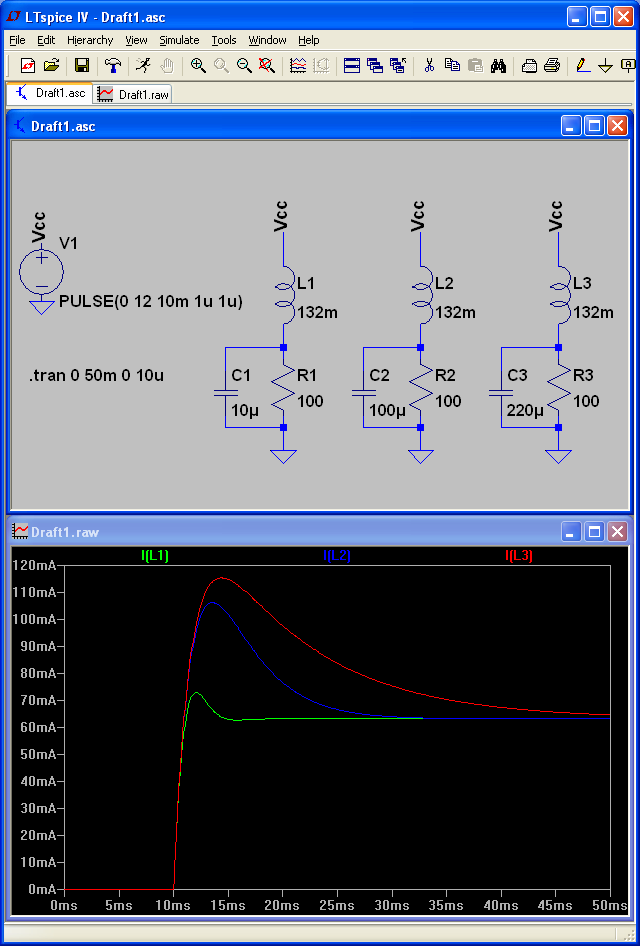 LTspice IV - Draft1.asc
File Edit Hierarchy View Simulate Tools Window Help
Draft1.asc Draft1.raw
Draft1.asc
Vcc Vcc Vcc Vcc
V1
PULSE(0 12 10m 1u 1u)
L1 L2 L3
132m 132m 132m
.tran 0 50m 0 10u
C1 R1 C2 R2 C3 R3
10µ 100 100µ 100 220µ 100
Draft1.raw
I(L1) I(L2) I(L3)
120mA
110mA
100mA
90mA
80mA
70mA
60mA
50mA
40mA
30mA
20mA
10mA
0mA
0ms 5ms 10ms 15ms 20ms 25ms 30ms 35ms 40ms 45ms 50ms